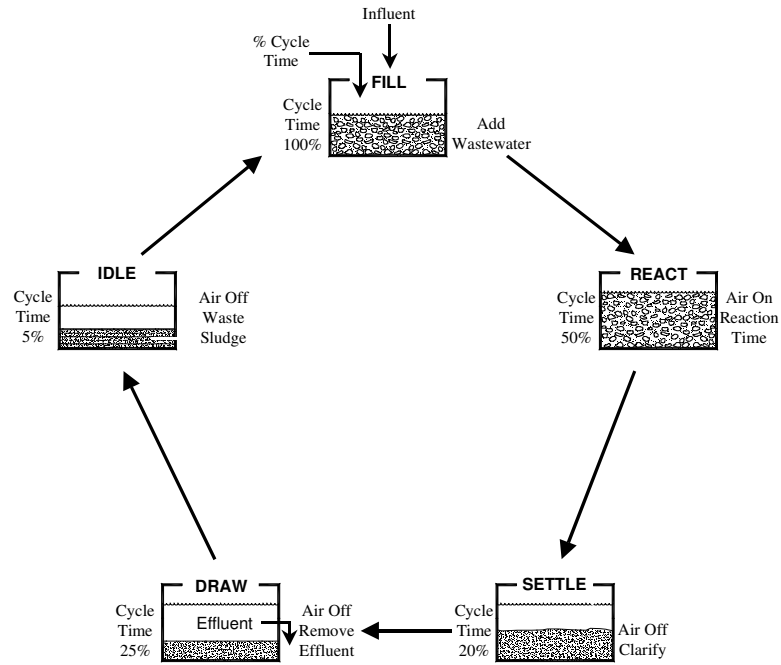 Influent
% Cycle
Time
FILL
Cycle
Time
100%
Add
Wastewater
REACT
Cycle
Time
50%
Air On
Reaction
Time
SETTLE
Cycle
Time
20%
Air Off
Clarify
DRAW
Effluent
Cycle
Time
25%
Air Off
Remove
Effluent
IDLE
Cycle
Time
5%
Air Off
Waste
Sludge